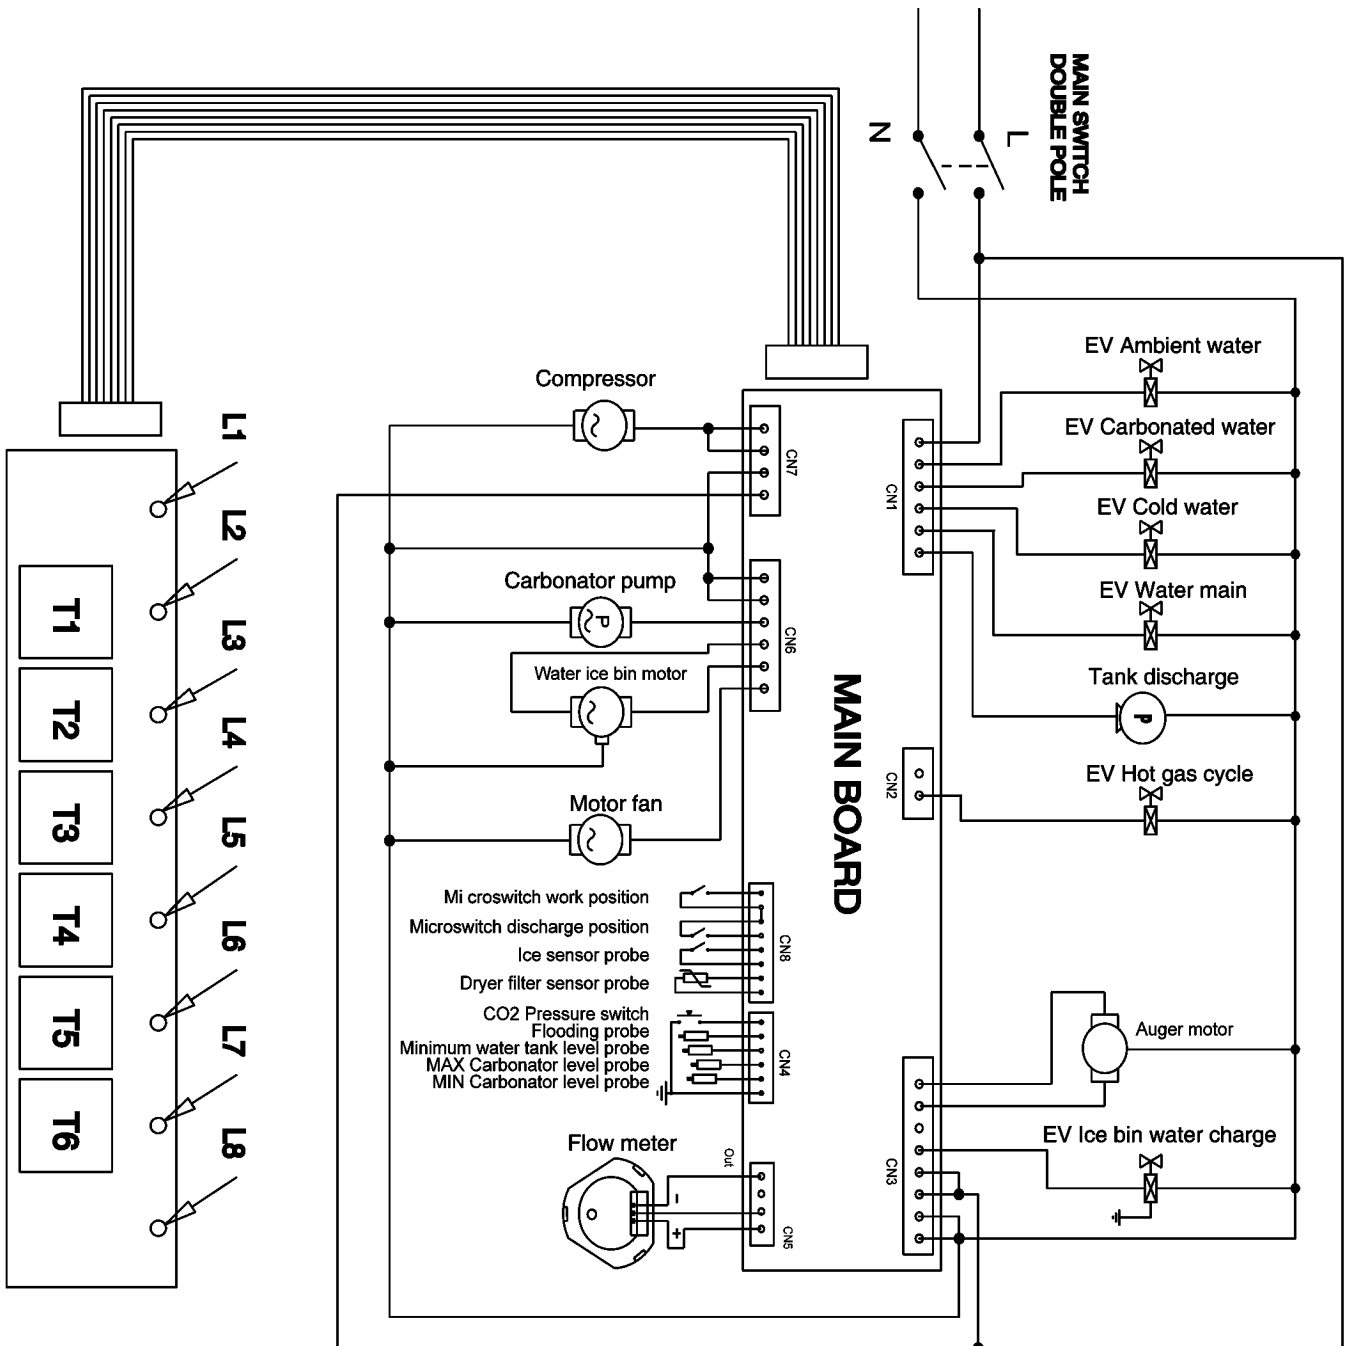 MAIN SWITCH
DOUBLE POLE
L
N
EV Ambient water
EV Carbonated water
EV Cold water
EV Water main
Tank discharge
EV Hot gas cycle
Auger motor
EV Ice bin water charge
Compressor
Carbonator pump
Water ice bin motor
Motor fan
Mi croswitch work position
Microswitch discharge position
Ice sensor probe
Dryer filter sensor probe
CO2 Pressure switch
Flooding probe
Minimum water tank level probe
MAX Carbonator level probe
MIN Carbonator level probe
Flow meter
Out
-
+
P
P
MAIN BOARD
CN7
CN6
CN8
CN4
CN5
CN1
CN2
CN3
L1
L2
L3
L4
L5
L6
L7
L8
T1
T2
T3
T4
T5
T6